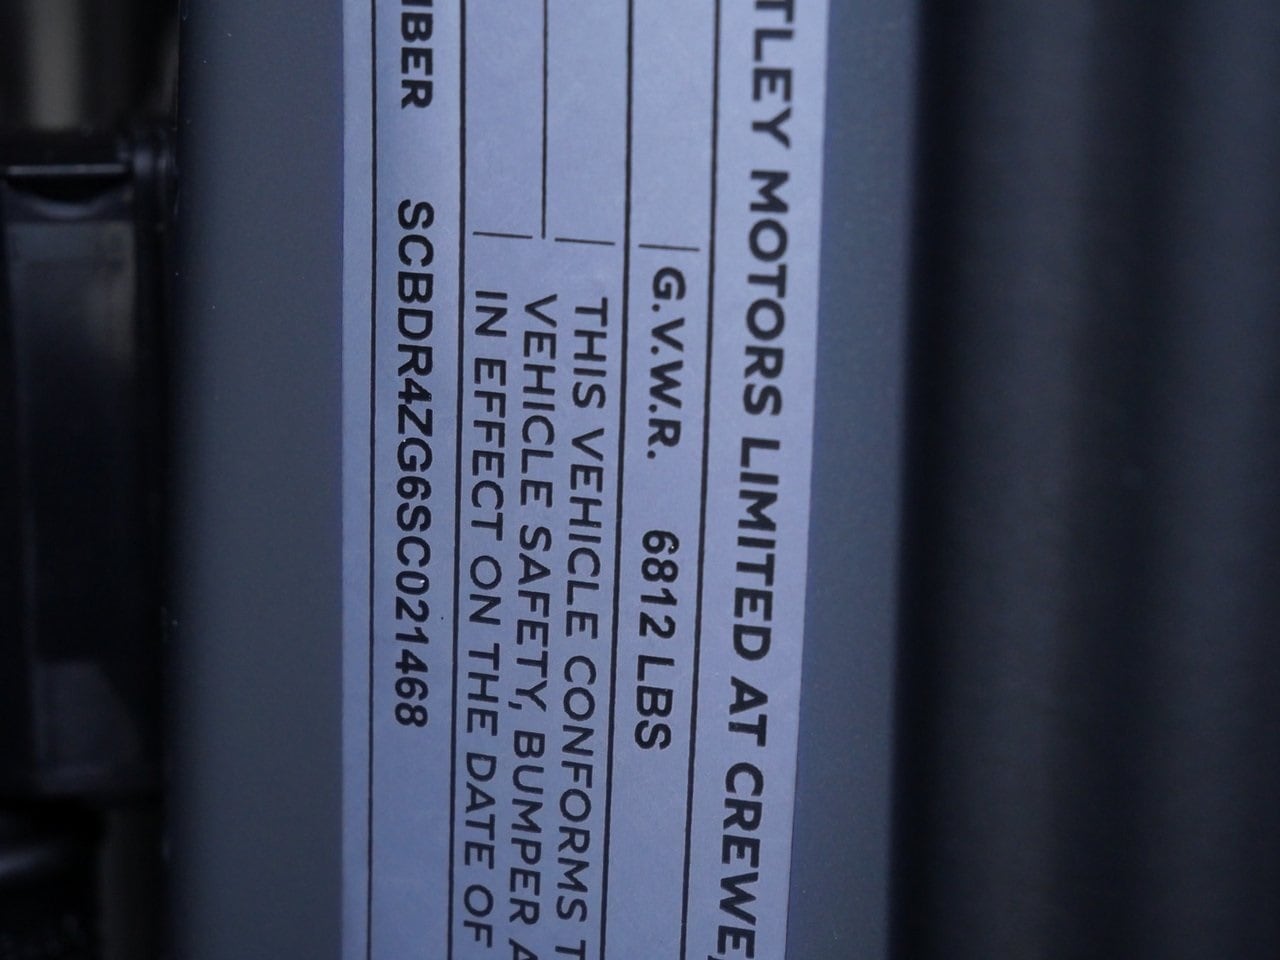 TLEY MOTORS LIMITED AT CREWE,
G.V.W.R. 6812 LBS
THIS VEHICLE CONFORMS T
VEHICLE SAFETY, BUMPER A
IN EFFECT ON THE DATE OF
MBER SCBDR4ZG6SC021468